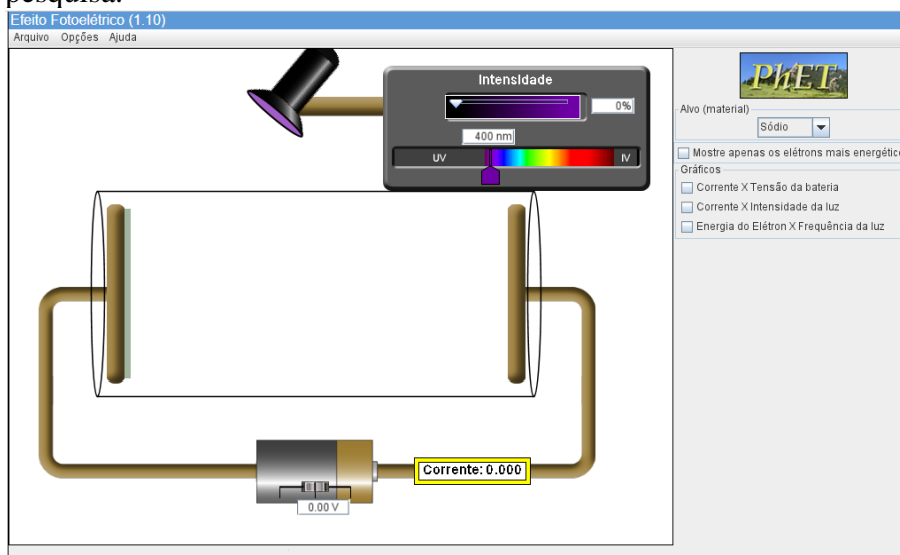 pesquisa.
Efeito Fotoelétrico (1.10)
Arquivo Opções Ajuda
Intensidade
0%
400 nm
UV
IV
PhET
Alvo (material)
Sódio
Mostre apenas os elétrons mais energético
Gráficos
Corrente X Tensão da bateria
Corrente X Intensidade da luz
Energia do Elétron X Frequência da luz
Corrente: 0.000
0.00 V